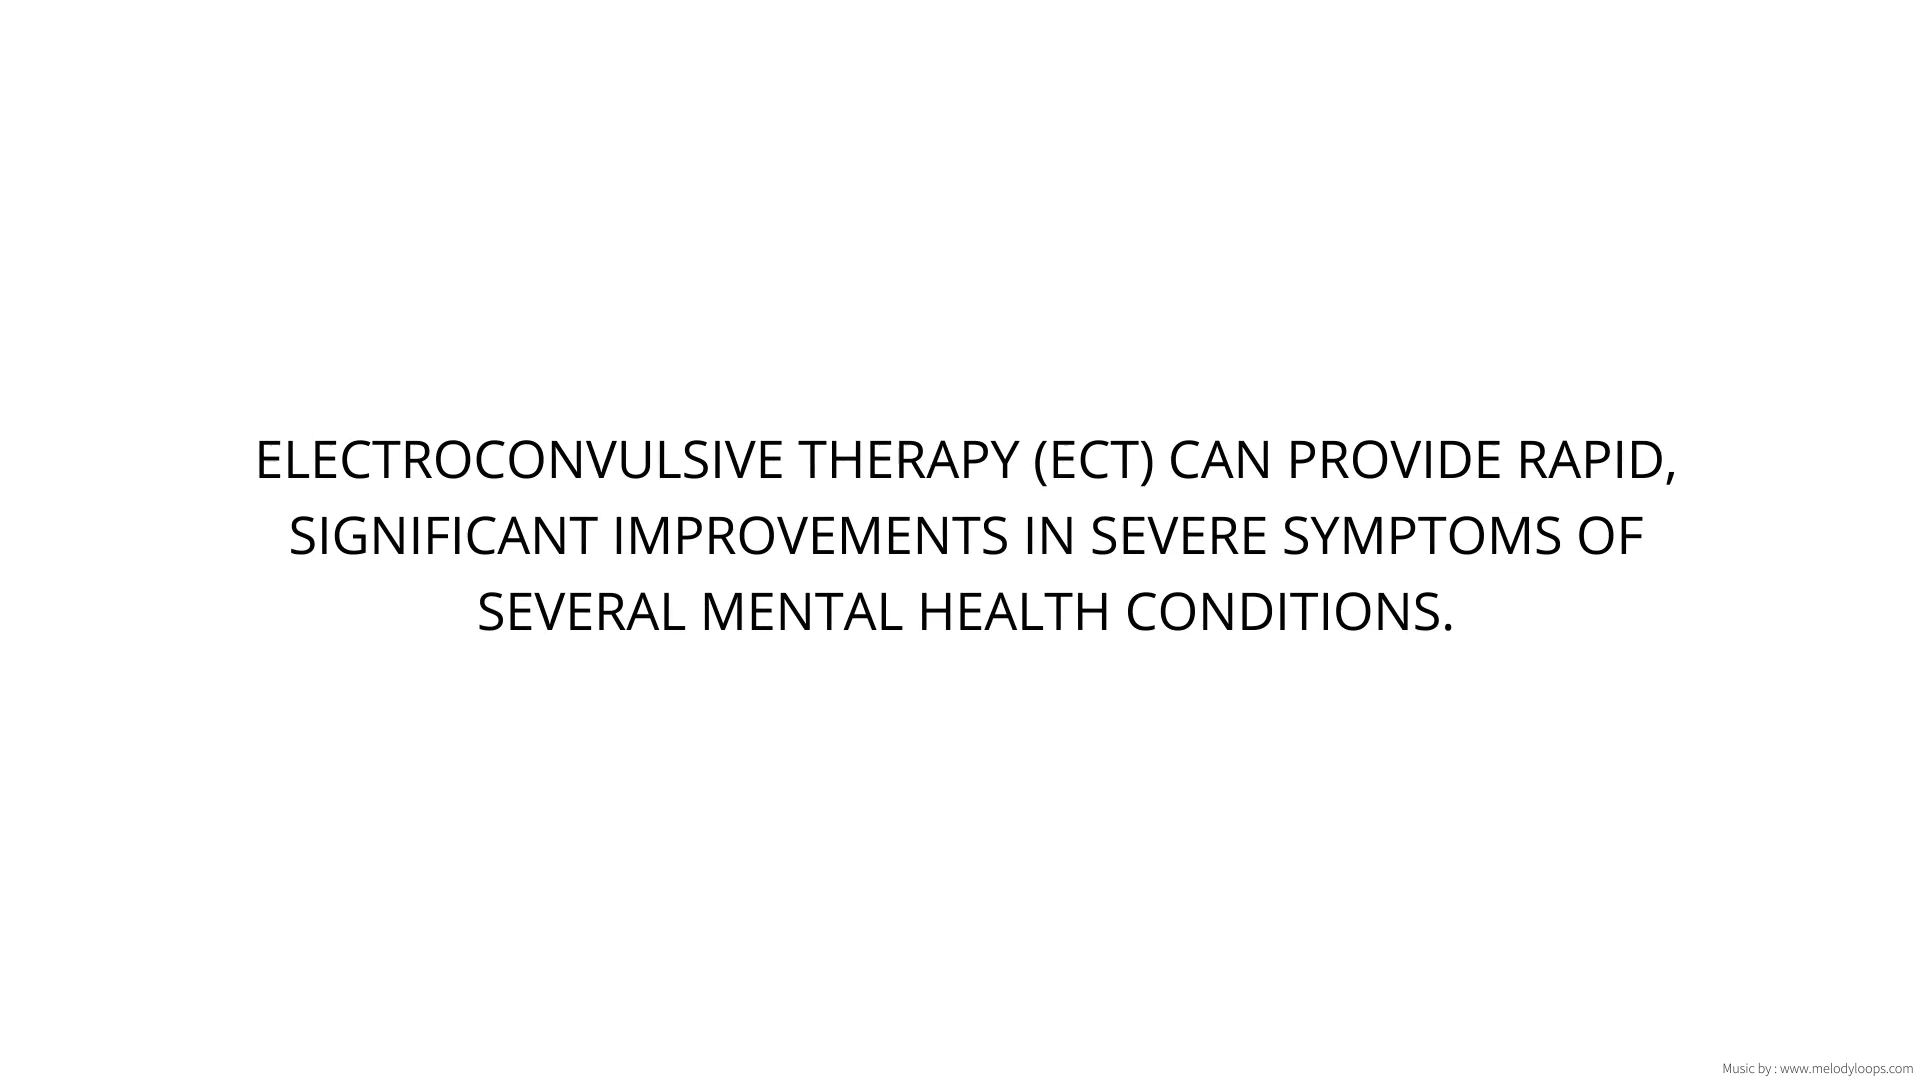 ELECTROCONVULSIVE THERAPY (ECT) CAN PROVIDE RAPID,
SIGNIFICANT IMPROVEMENTS IN SEVERE SYMPTOMS OF
SEVERAL MENTAL HEALTH CONDITIONS.
Music by : www.melodyloops.com